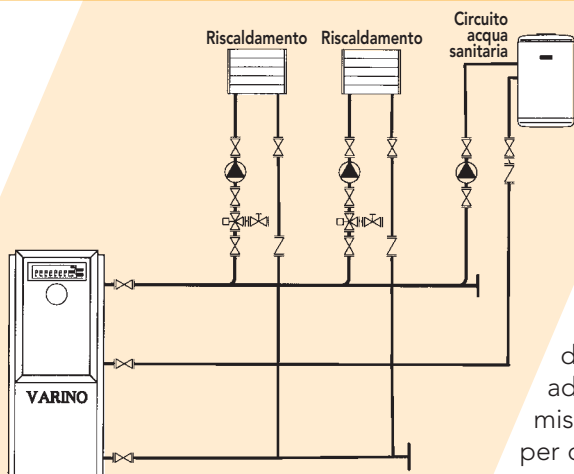 Riscaldamento
Riscaldamento
Circuito
acqua
sanitaria
VARINO
d
ad
mis
per c